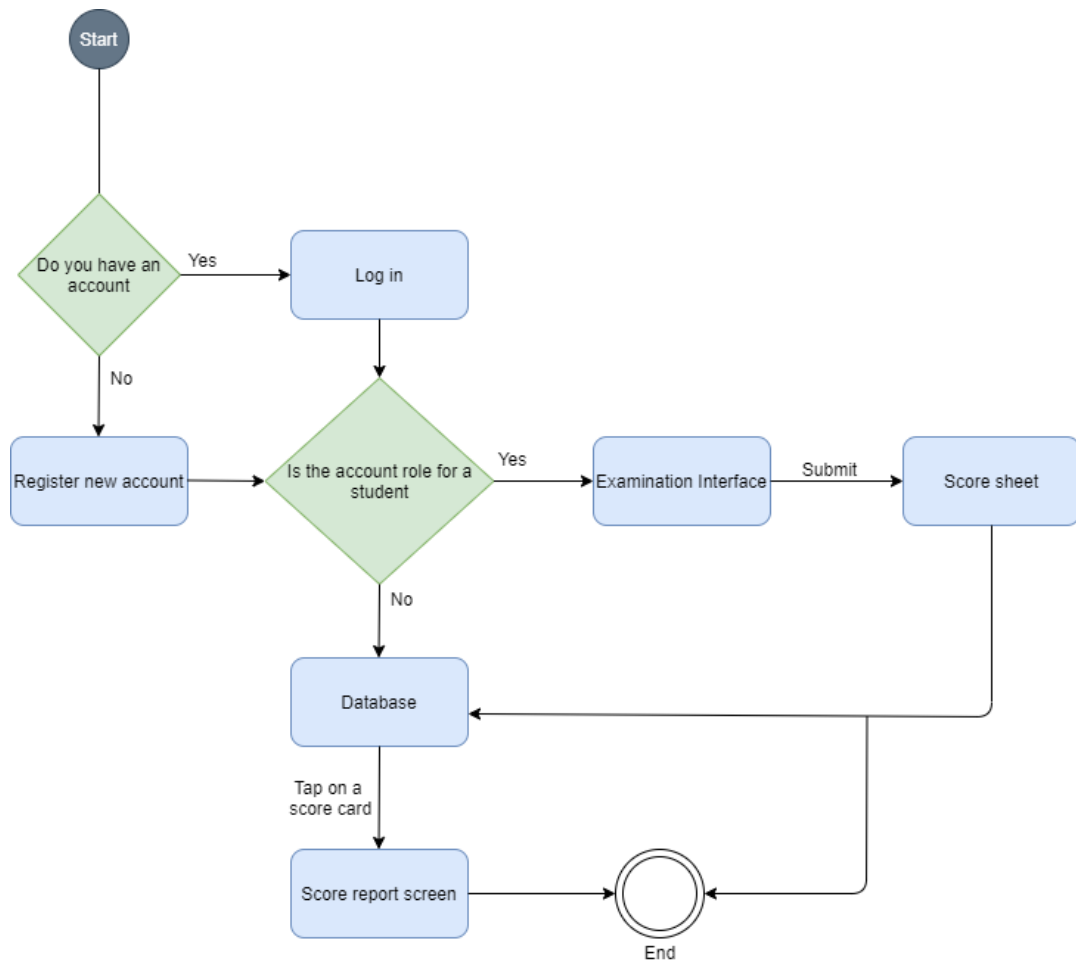 Start
Do you have an
account
Yes
Log in
No
Register new account
Is the account role for a
student
Yes
Examination Interface
Submit
Score sheet
No
Database
Tap on a
score card
Score report screen
End